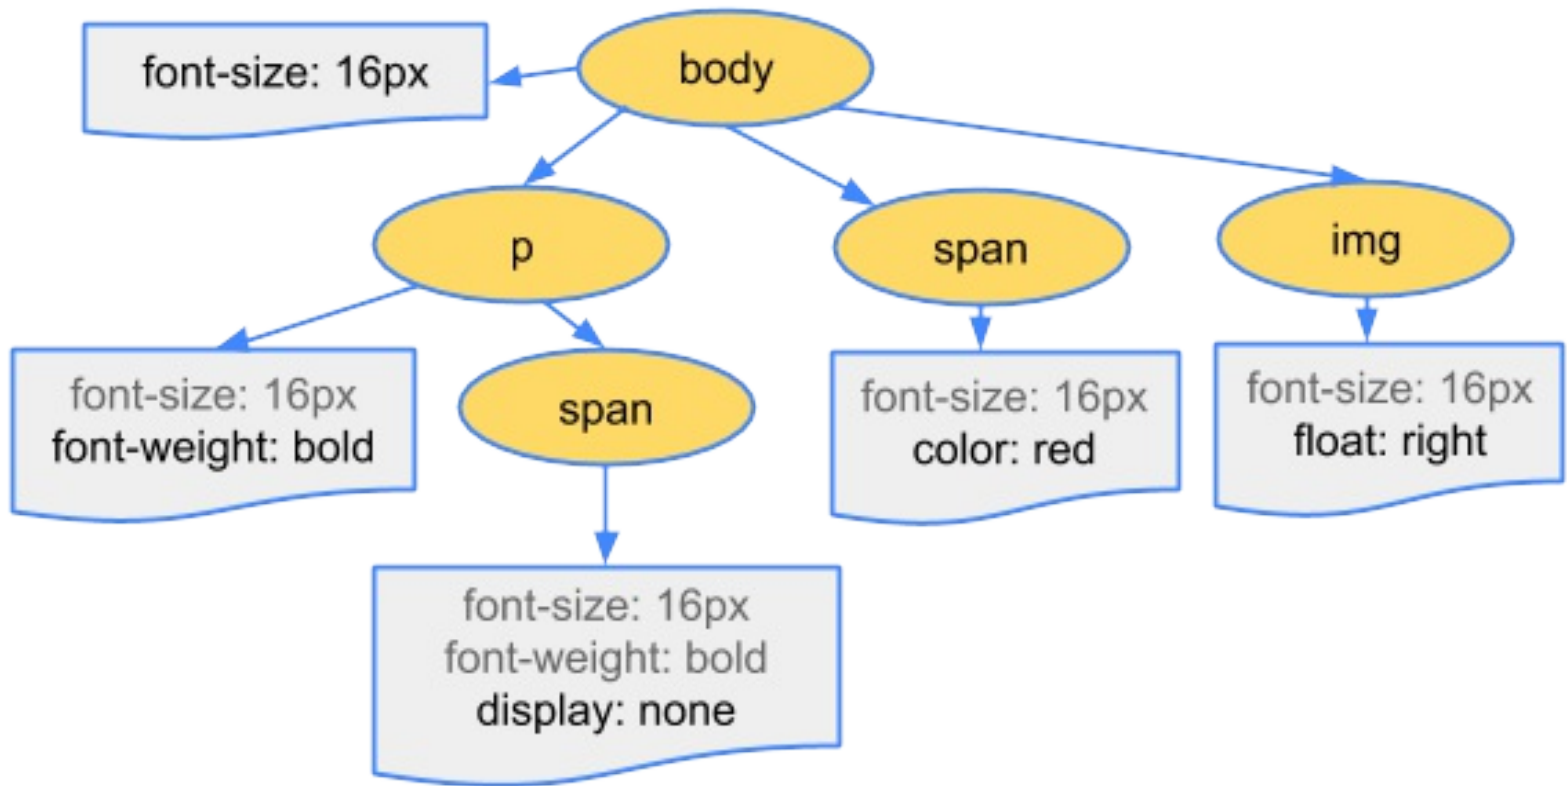 font-size: 16px
body
p
span
img
font-size: 16px
font-weight: bold
span
font-size: 16px
color: red
font-size: 16px
float: right
font-size: 16px
font-weight: bold
display: none